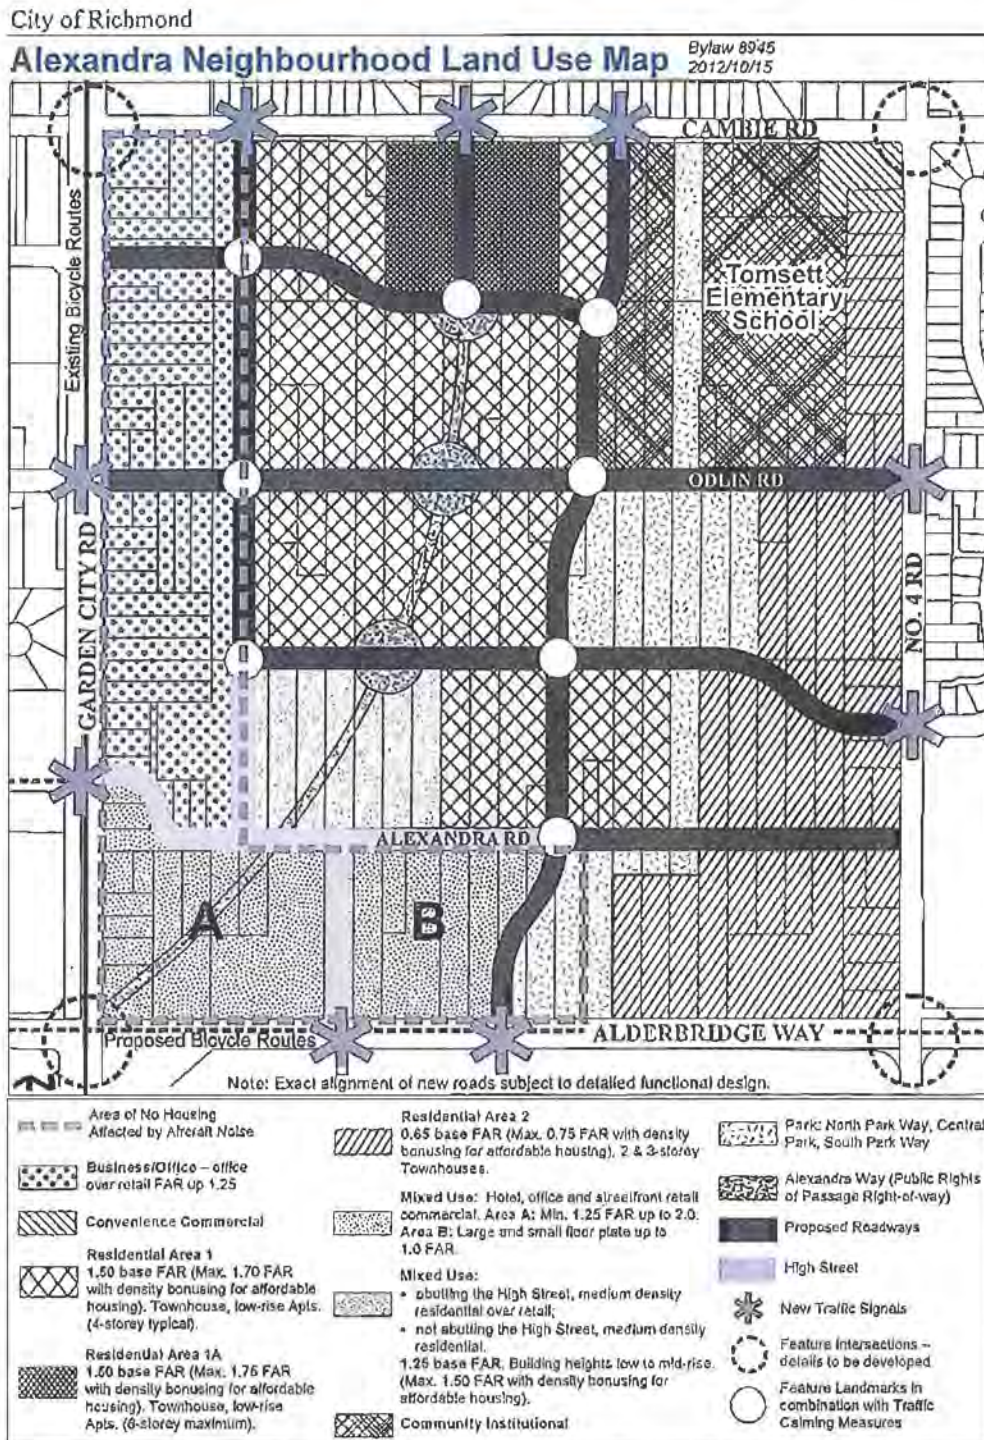 City of Richmond
Alexandra Neighbourhood Land Use Map
Bylaw 8945
2012/10/15
CAMBIE RD
Existing Bicycle Routes
Tomsett
Elementary
School
ODLIN RD
GARDEN CITY RD
NO. 4 RD
ALEXANDRA RD
A
B
ALDERBRIDGE WAY
Proposed Bicycle Routes
Note: Exact alignment of new roads subject to detailed functional design.
Area of No Housing
Affected by Aircraft Noise
Business/Office – office
over retail FAR up 1.25
Convenience Commercial
Residential Area 1
1.50 base FAR (Max. 1.70 FAR
with density bonusing for affordable
housing). Townhouse, low-rise Apts.
(4-storey typical).
Residential Area 1A
1.50 base FAR (Max. 1.75 FAR
with density bonusing for affordable
housing). Townhouse, low-rise
Apts. (6-storey maximum).
Residential Area 2
0.65 base FAR (Max. 0.75 FAR with density
bonusing for affordable housing). 2 & 3-storey
Townhouses.
Mixed Use: Hotel, office and streetfront retail
commercial. Area A: Min. 1.25 FAR up to 2.0.
Area B: Large and small floor plate up to
1.0 FAR.
Mixed Use:
• abutting the High Street, medium density
residential over retail;
• not abutting the High Street, medium density
residential.
1.25 base FAR. Building heights low to mid-rise.
(Max. 1.50 FAR with density bonusing for
affordable housing).
Community Institutional
Park: North Park Way, Central
Park, South Park Way
Alexandra Way (Public Rights
of Passage Right-of-way)
Proposed Roadways
High Street
New Traffic Signals
Feature Intersections –
details to be developed
Feature Landmarks in
combination with Traffic
Calming Measures